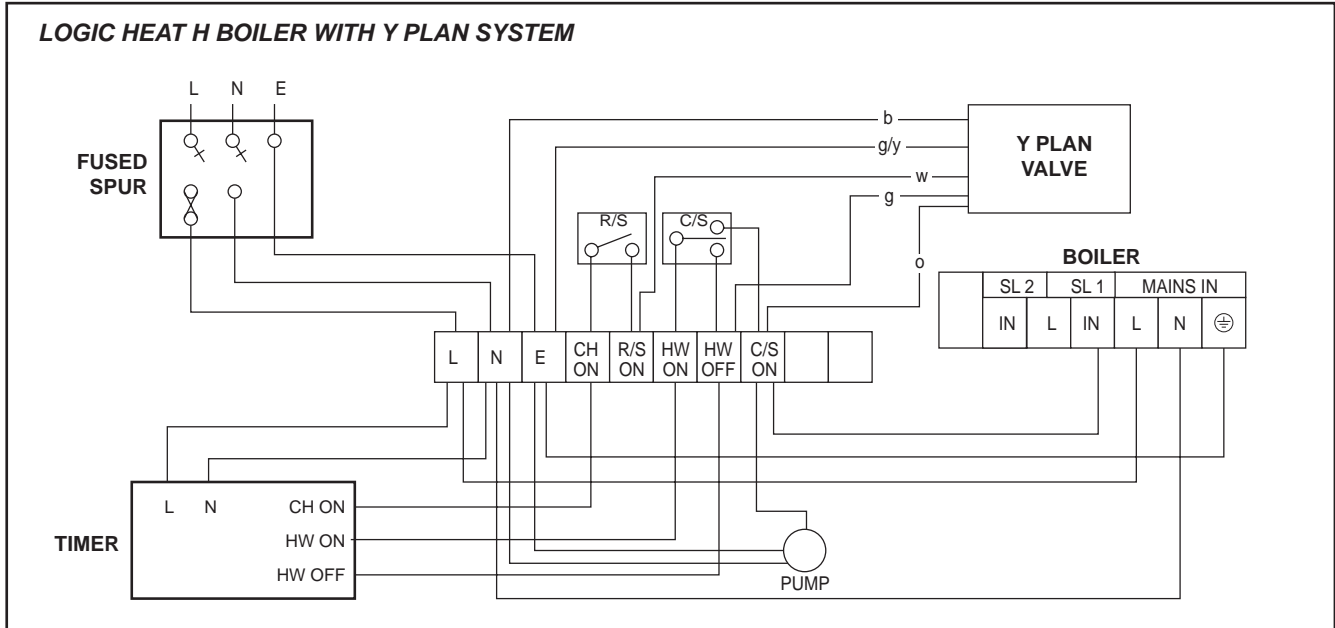 LOGIC HEAT H BOILER WITH Y PLAN SYSTEM
L N E
FUSED
SPUR
b
g/y
w
g
o
Y PLAN
VALVE
R/S
C/S
BOILER
SL 2 SL 1 MAINS IN
IN L IN L N
L N E CH ON R/S ON HW ON HW OFF C/S ON
L N
CH ON
HW ON
HW OFF
TIMER
PUMP